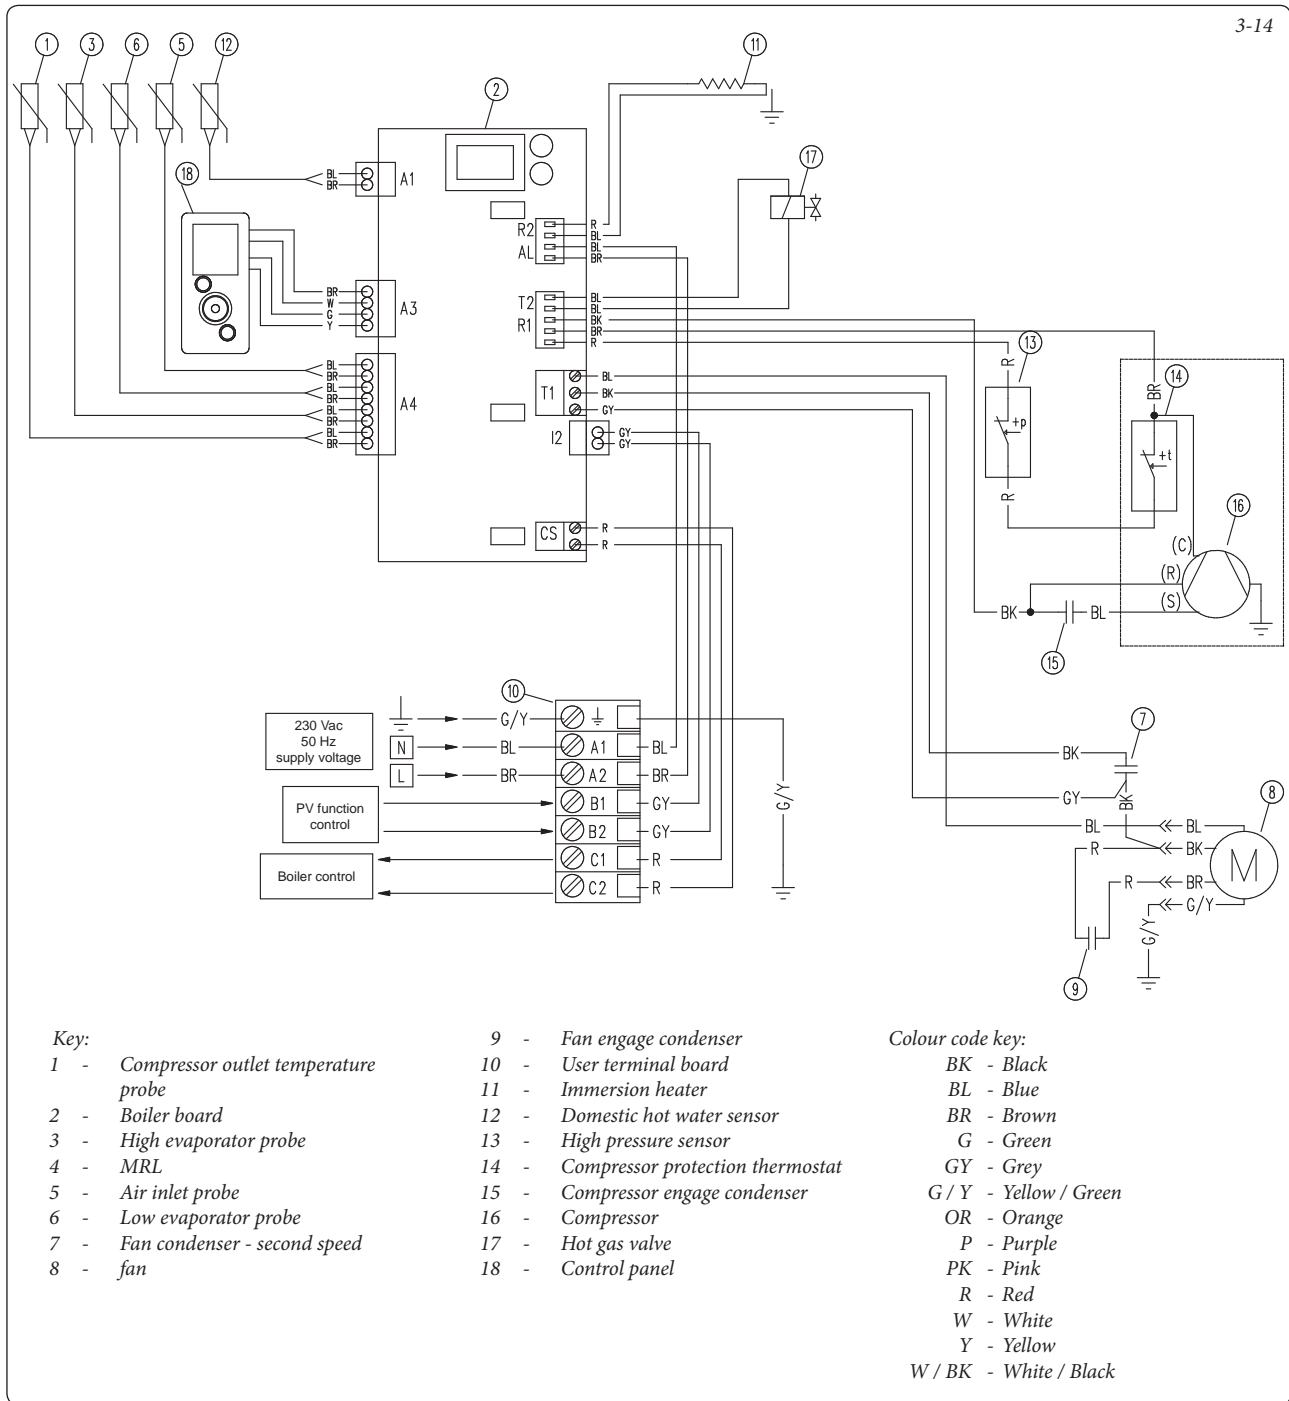 3-14
1 3 6 5 12 11
2
17
18
BL
BR
A1
R2
AL
R
BL
BL
BR
BR
W
G
Y
A3
T2
R1
BL
BL
BK
BR
R
13
R
+p
R
14
BR
+t
BL
BR
BL
BR
BL
BR
BL
BR
A4
T1
BL
BK
GY
I2
GY
GY
CS
R
R
16
(C)
(R)
(S)
BK
BL
15
10
230 Vac
50 Hz
supply voltage
G/Y
N BL A1 BL
L BR A2 BR
PV function
control
B1 GY
B2 GY
Boiler control
C1 R
C2 R
G/Y
7
BK
GY
BK
8
BL BL
R BK
M
R BR
G/Y
G/Y
9
Key:
1 - Compressor outlet temperature
probe
2 - Boiler board
3 - High evaporator probe
4 - MRL
5 - Air inlet probe
6 - Low evaporator probe
7 - Fan condenser - second speed
8 - fan
9 - Fan engage condenser
10 - User terminal board
11 - Immersion heater
12 - Domestic hot water sensor
13 - High pressure sensor
14 - Compressor protection thermostat
15 - Compressor engage condenser
16 - Compressor
17 - Hot gas valve
18 - Control panel
Colour code key:
BK - Black
BL - Blue
BR - Brown
G - Green
GY - Grey
G / Y - Yellow / Green
OR - Orange
P - Purple
PK - Pink
R - Red
W - White
Y - Yellow
W / BK - White / Black